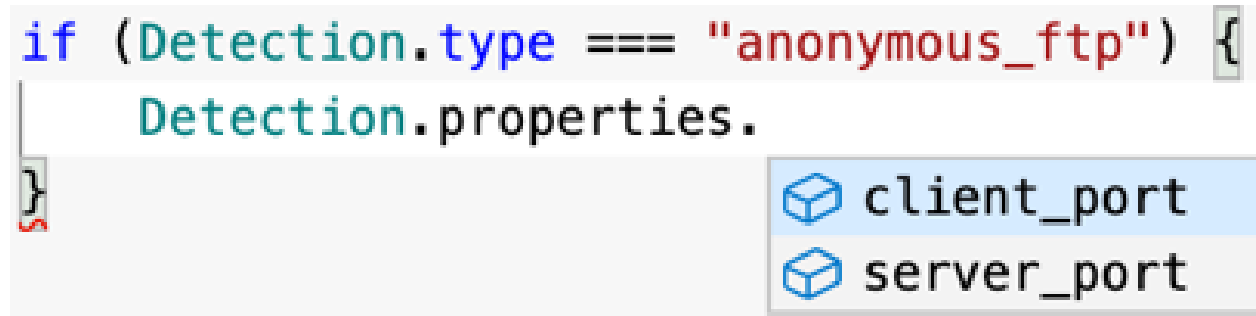 if (Detection.type === "anonymous_ftp") {
    Detection.properties.
}
client_port
server_port